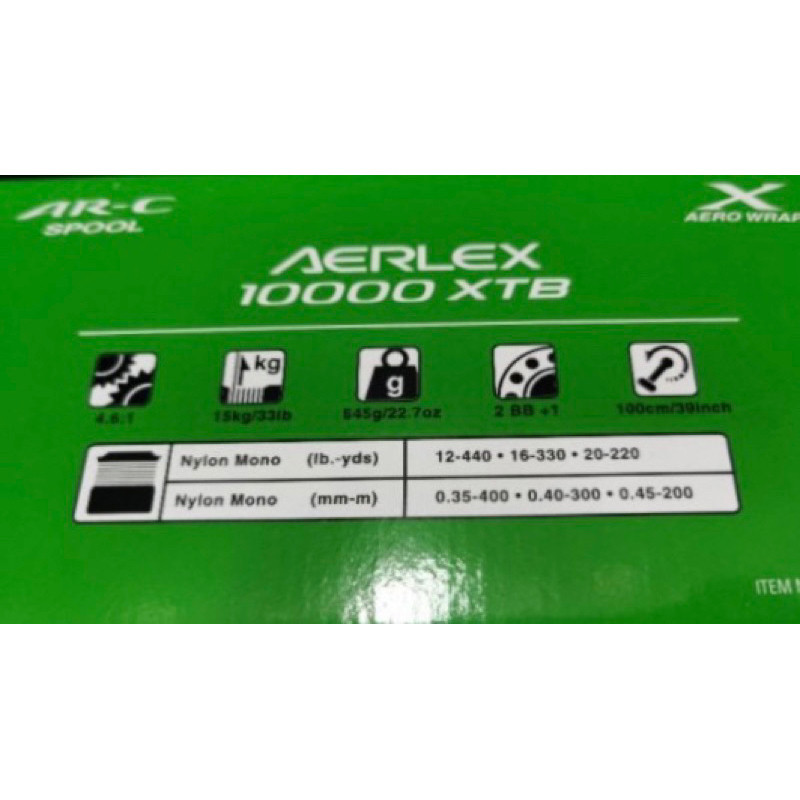 AR-C
SPOOL
X
AERO WRAP
AERLEX
10000 XTB
kg
g
4.6:1
15kg/33lb
645g/22.7oz
2 BB +1
100cm/39inch
Nylon Mono (lb.-yds) 12-440 • 16-330 • 20-220
Nylon Mono (mm-m) 0.35-400 • 0.40-300 • 0.45-200
ITEM